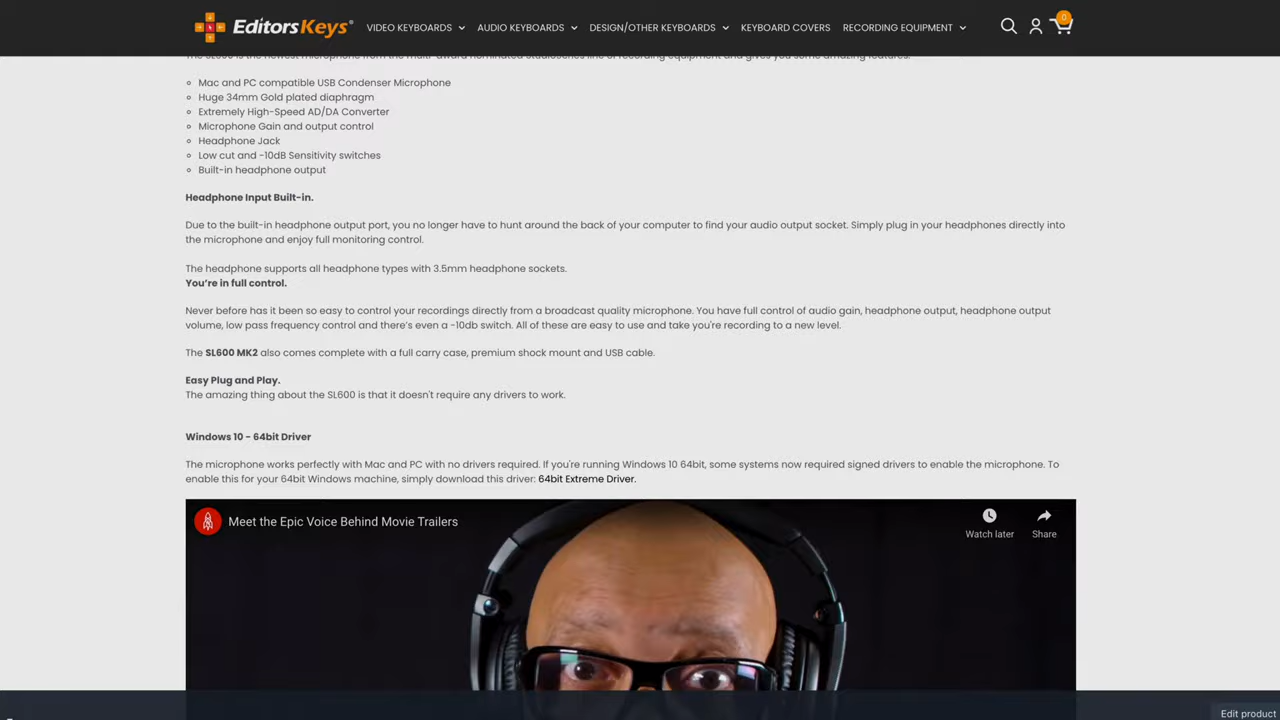 EditorsKeys®
VIDEO KEYBOARDS
AUDIO KEYBOARDS
DESIGN/OTHER KEYBOARDS
KEYBOARD COVERS
RECORDING EQUIPMENT
0
The SL600 is the newest microphone from the multi-award nominated StudioSeries line of recording equipment and gives you some amazing features.
Mac and PC compatible USB Condenser Microphone
Huge 34mm Gold plated diaphragm
Extremely High-Speed AD/DA Converter
Microphone Gain and output control
Headphone Jack
Low cut and -10dB Sensitivity switches
Built-in headphone output
Headphone Input Built-in.
Due to the built-in headphone output port, you no longer have to hunt around the back of your computer to find your audio output socket. Simply plug in your headphones directly into
the microphone and enjoy full monitoring control.
The headphone supports all headphone types with 3.5mm headphone sockets.
You're in full control.
Never before has it been so easy to control your recordings directly from a broadcast quality microphone. You have full control of audio gain, headphone output, headphone output
volume, low pass frequency control and there's even a -10db switch. All of these are easy to use and take you're recording to a new level.
The SL600 MK2 also comes complete with a full carry case, premium shock mount and USB cable.
Easy Plug and Play.
The amazing thing about the SL600 is that it doesn't require any drivers to work.
Windows 10 - 64bit Driver
The microphone works perfectly with Mac and PC with no drivers required. If you're running Windows 10 64bit, some systems now required signed drivers to enable the microphone. To
enable this for your 64bit Windows machine, simply download this driver: 64bit Extreme Driver.
Meet the Epic Voice Behind Movie Trailers
Watch later
Share
Edit product